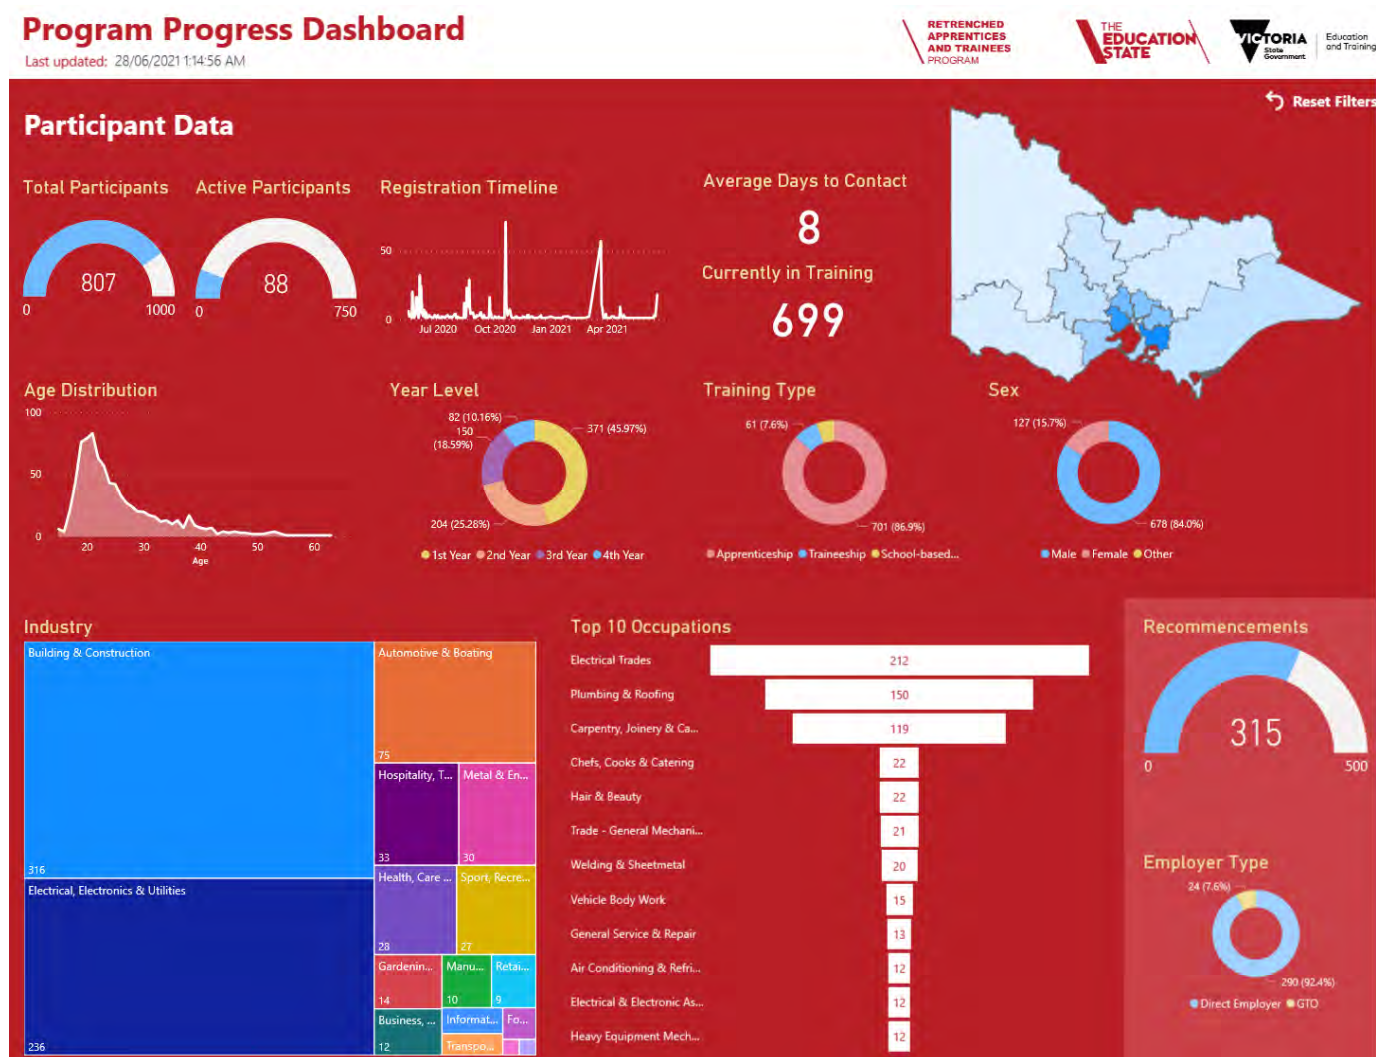 Program Progress Dashboard
Last updated: 28/06/2021 1:14:56 AM
RETRENCHED
APPRENTICES
AND TRAINEES
PROGRAM
THE
EDUCATION
STATE
VICTORIA
State
Government
Education
and Training
Reset Filters
Participant Data
Total Participants
807
0
1000
Active Participants
88
0
750
Registration Timeline
50
0
Jul 2020
Oct 2020
Jan 2021
Apr 2021
Average Days to Contact
8
Currently in Training
699
Age Distribution
100
50
0
20
30
40
50
60
Age
Year Level
82 (10.16%)
150
(18.59%)
371 (45.97%)
204 (25.28%)
1st Year 2nd Year 3rd Year 4th Year
Training Type
61 (7.6%)
701 (86.9%)
Apprenticeship Traineeship School-based...
Sex
127 (15.7%)
678 (84.0%)
Male Female Other
Industry
Building & Construction
316
Electrical, Electronics & Utilities
236
Automotive & Boating
75
Hospitality, T...
33
Metal & En...
30
Health, Care ...
28
Sport, Recre...
27
Gardenin...
14
Manu...
10
Retai...
9
Business, ...
12
Informat...
Fo...
Transpo...
Top 10 Occupations
Electrical Trades 212
Plumbing & Roofing 150
Carpentry, Joinery & Ca... 119
Chefs, Cooks & Catering 22
Hair & Beauty 22
Trade - General Mechani... 21
Welding & Sheetmetal 20
Vehicle Body Work 15
General Service & Repair 13
Air Conditioning & Refri... 12
Electrical & Electronic As... 12
Heavy Equipment Mech... 12
Recommencements
315
0
500
Employer Type
24 (7.6%)
290 (92.4%)
Direct Employer GTO